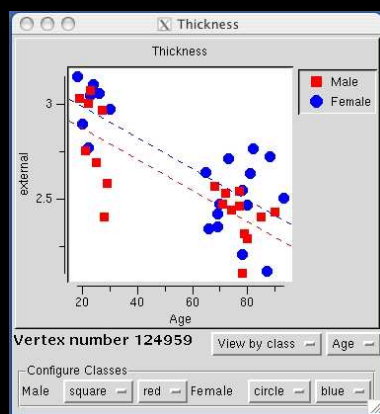 Thickness
Thickness
Male
Female
3
2.5
external
20 40 60 80
Age
Vertex number 124959
View by class Age
Configure Classes
Male square red Female circle blue